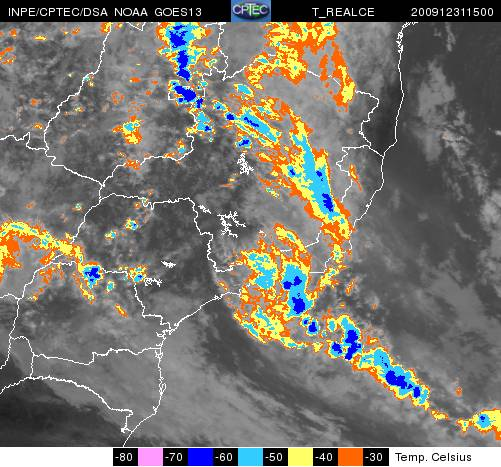 INPE/CPTEC/DSA NOAA GOES13 CPTEC T_REALCE 200912311500
-80 -70 -60 -50 -40 -30 Temp. Celsius